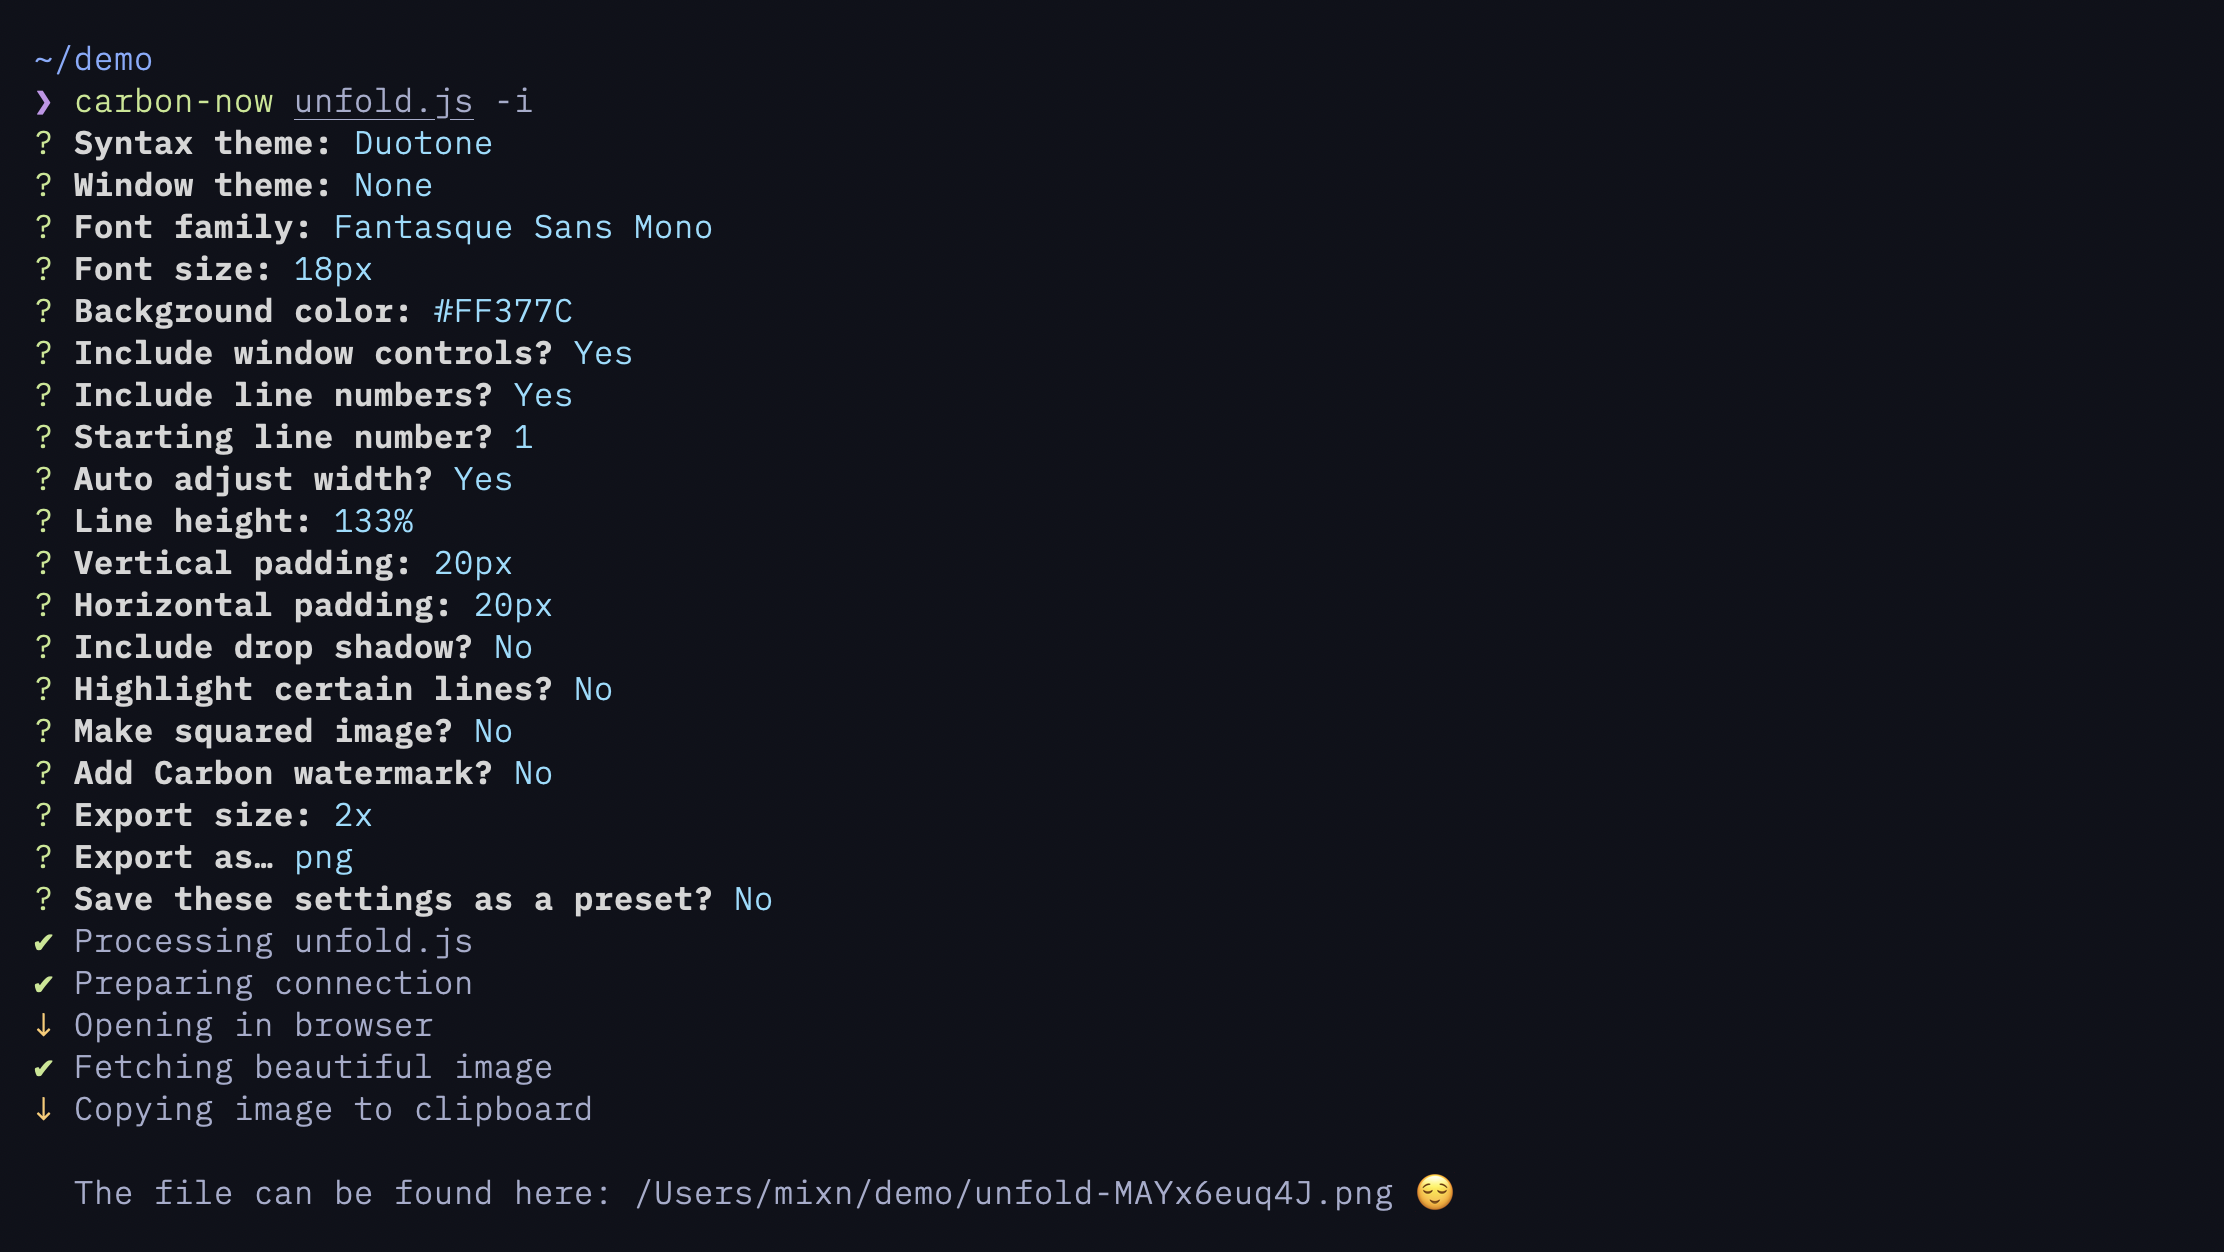 ~/demo
❯ carbon-now unfold.js -i
? Syntax theme: Duotone
? Window theme: None
? Font family: Fantasque Sans Mono
? Font size: 18px
? Background color: #FF377C
? Include window controls? Yes
? Include line numbers? Yes
? Starting line number? 1
? Auto adjust width? Yes
? Line height: 133%
? Vertical padding: 20px
? Horizontal padding: 20px
? Include drop shadow? No
? Highlight certain lines? No
? Make squared image? No
? Add Carbon watermark? No
? Export size: 2x
? Export as… png
? Save these settings as a preset? No
✔ Processing unfold.js
✔ Preparing connection
↓ Opening in browser
✔ Fetching beautiful image
↓ Copying image to clipboard
The file can be found here: /Users/mixn/demo/unfold-MAYx6euq4J.png 😌